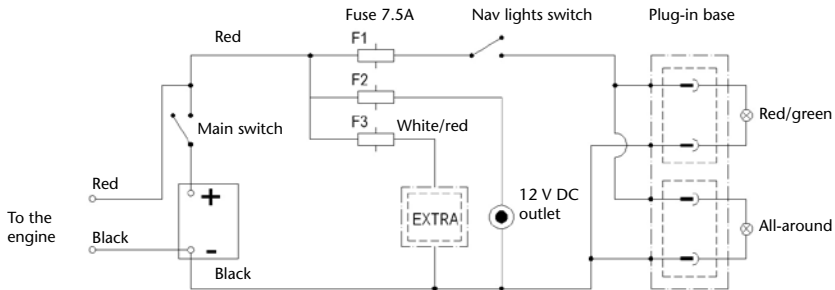 Fuse 7.5A
Nav lights switch
Plug-in base
Red
F1
F2
Red/green
F3
White/red
Main switch
Red
+
12 V DC
outlet
To the
engine
EXTRA
All-around
Black
-
Black